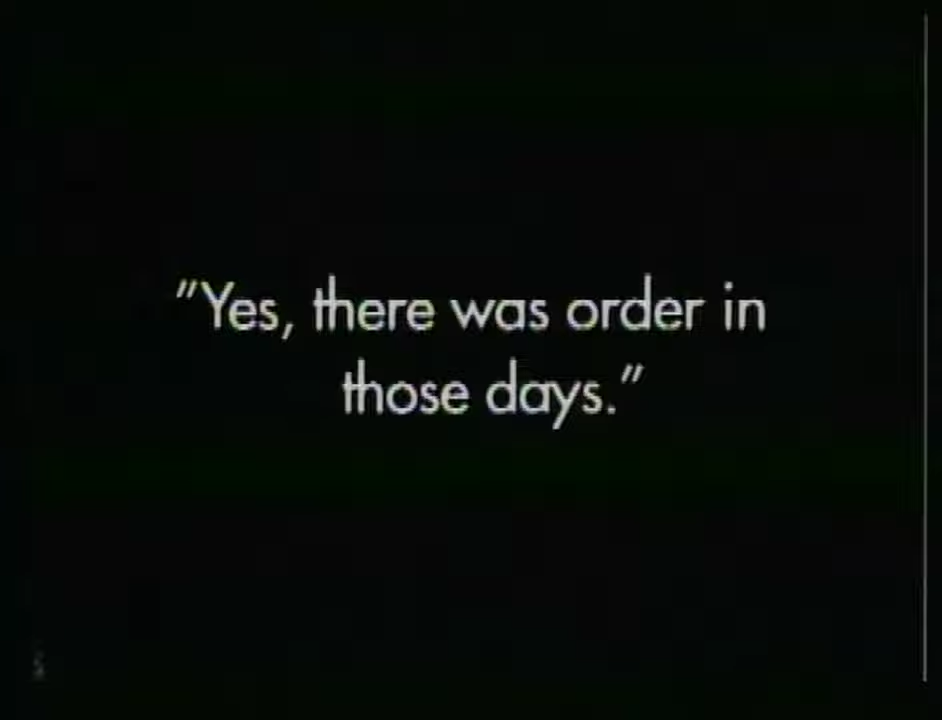 "Yes, there was order in
those days."